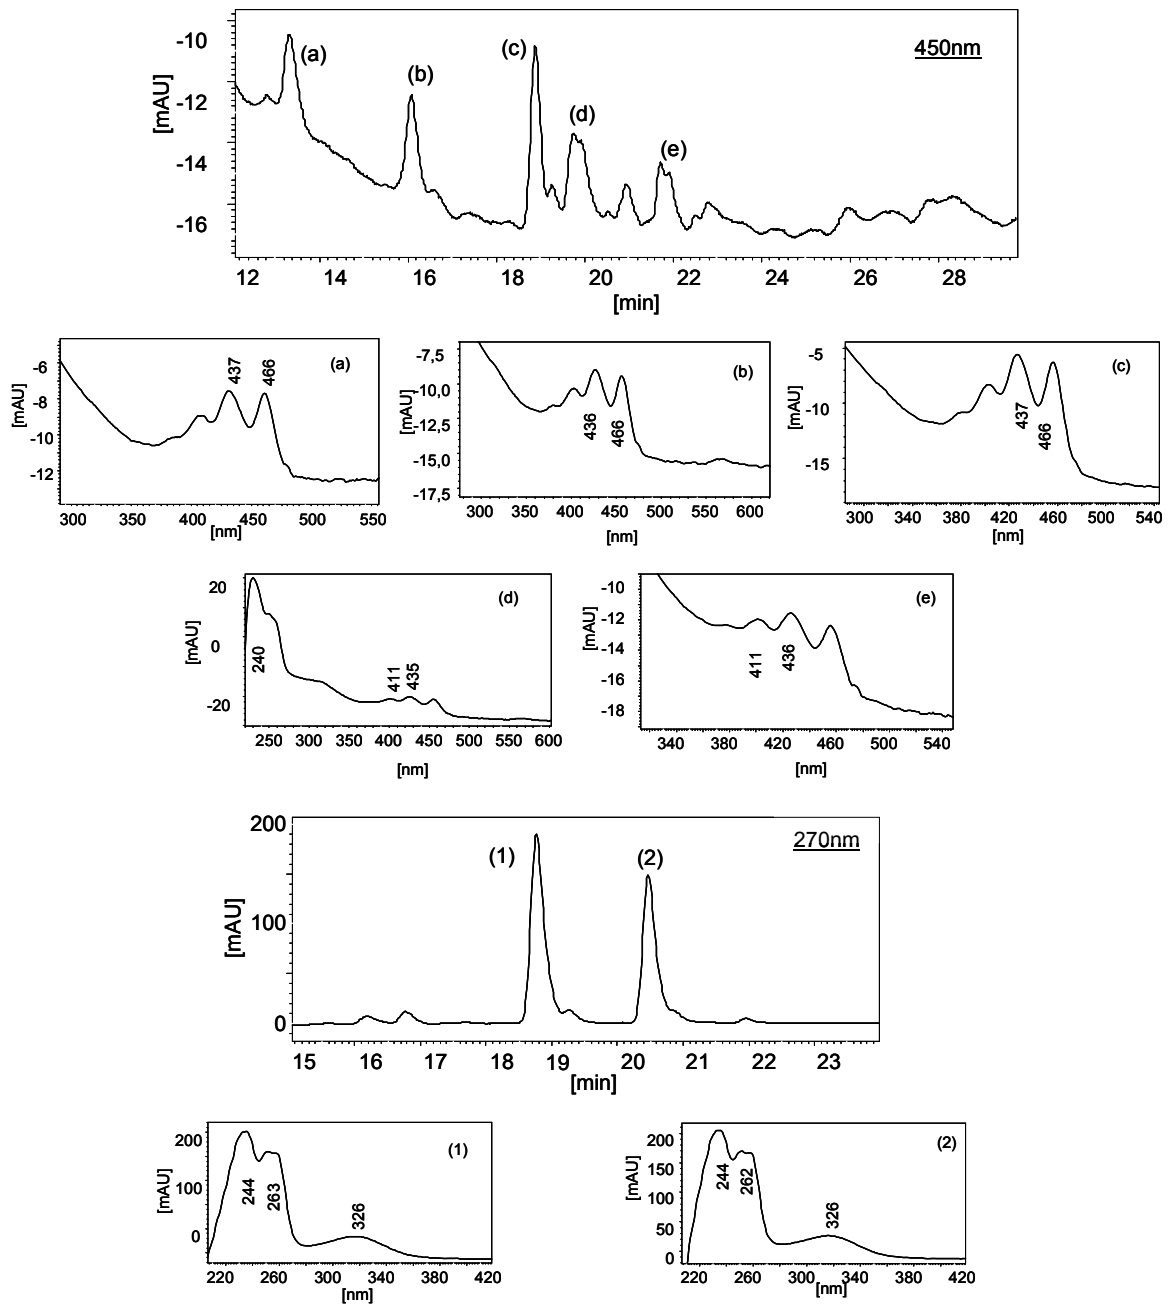 450nm
(a)
(b)
(c)
(d)
(e)
[mAU]
-10
-12
-14
-16
12 14 16 18 20 22 24 26 28
[min]
(a)
437
466
[mAU]
-6
-8
-10
-12
300 350 400 450 500 550
[nm]
(b)
436
466
[mAU]
-7,5
-10,0
-12,5
-15,0
-17,5
300 350 400 450 500 550 600
[nm]
(c)
437
466
[mAU]
-5
-10
-15
300 340 380 420 460 500 540
[nm]
(d)
240
411
435
[mAU]
20
0
-20
250 300 350 400 450 500 550 600
[nm]
(e)
411
436
[mAU]
-10
-12
-14
-16
-18
340 380 420 460 500 540
[nm]
270nm
(1)
(2)
[mAU]
200
100
0
15 16 17 18 19 20 21 22 23
[min]
(1)
244
263
326
[mAU]
200
100
0
220 260 300 340 380 420
[nm]
(2)
244
262
326
[mAU]
200
150
100
50
0
220 260 300 340 380 420
[nm]